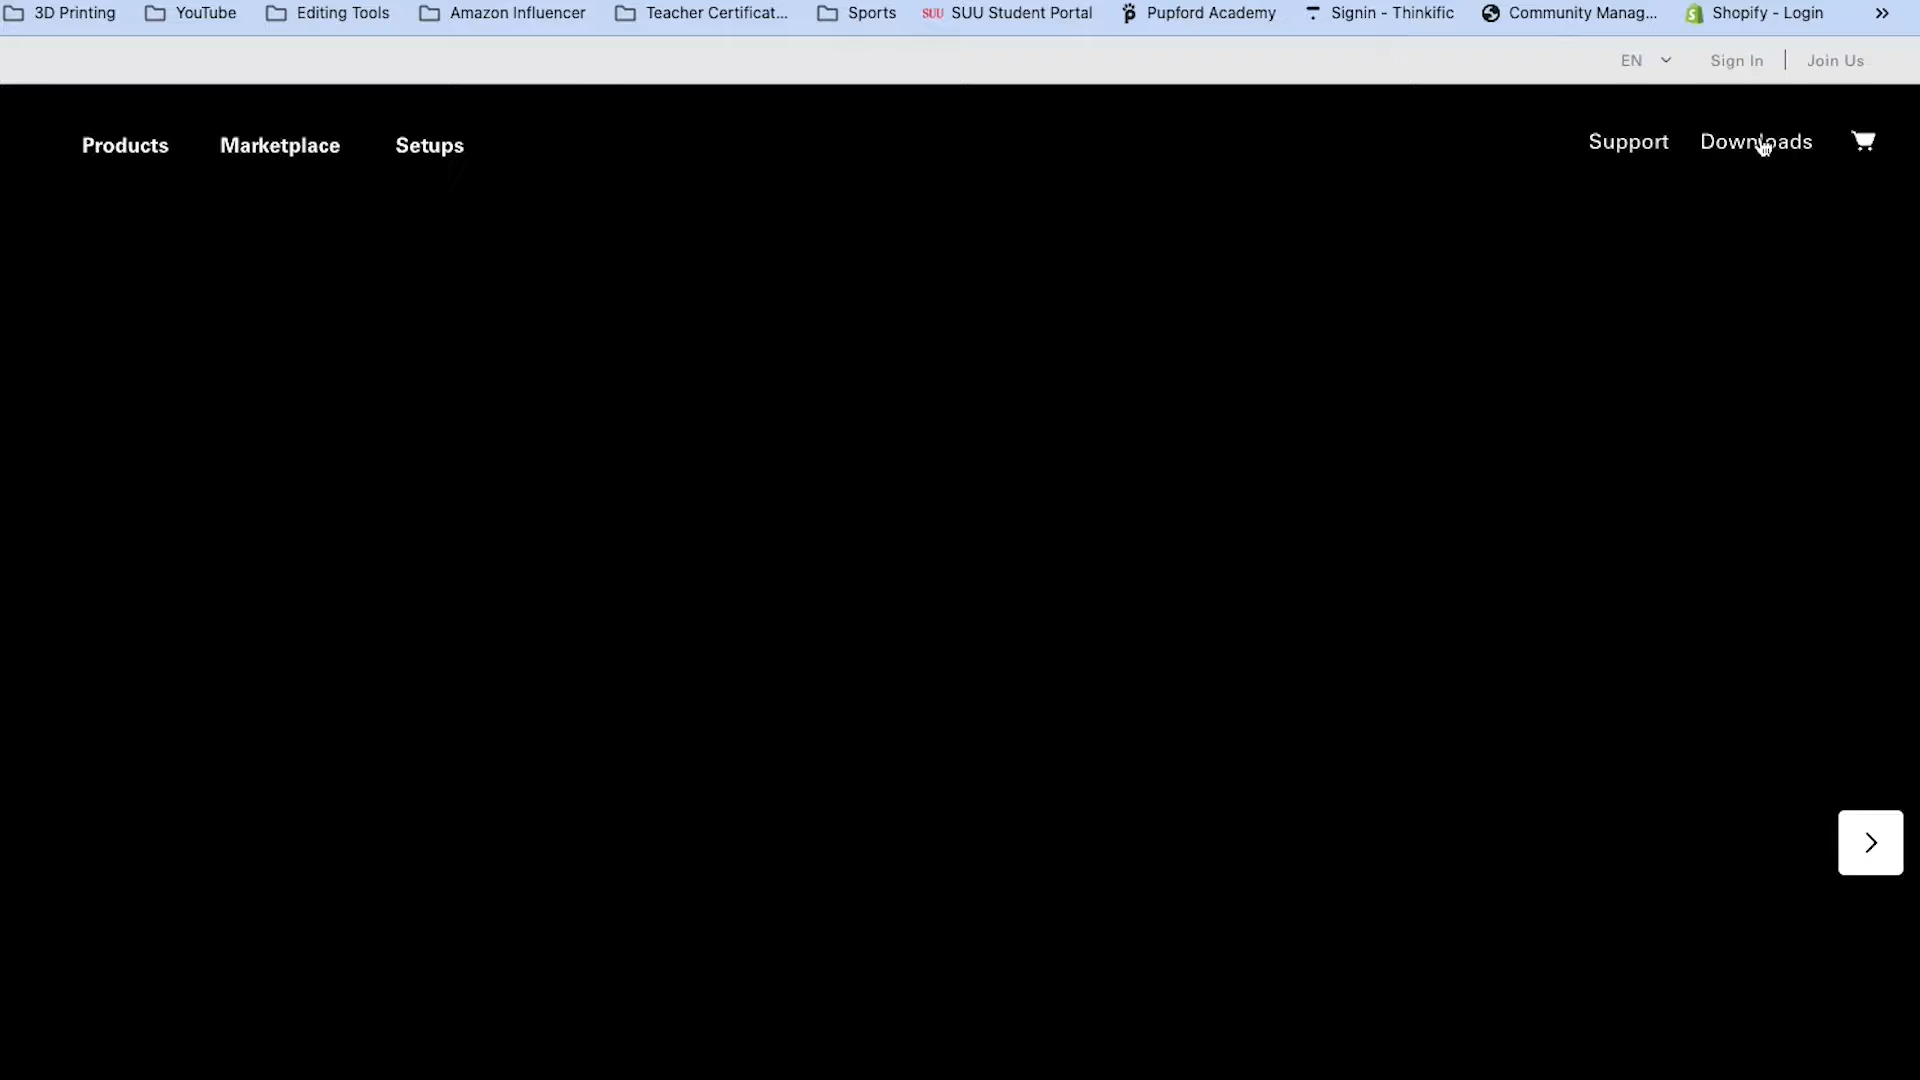 3D Printing YouTube Editing Tools Amazon Influencer Teacher Certificat... Sports SUU SUU Student Portal Pupford Academy Signin - Thinkific Community Manag... Shopify - Login
EN Sign In Join Us
Products Marketplace Setups Support Downloads